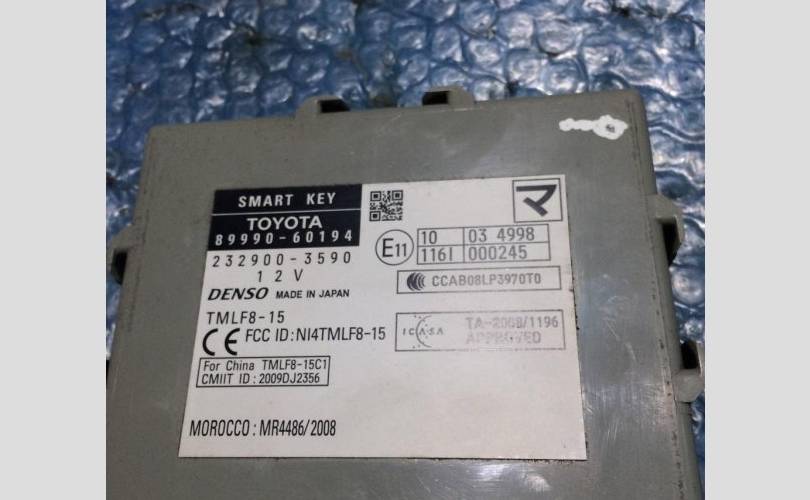 SMART KEY
TOYOTA
89990-60194
232900-3590
12V
DENSO MADE IN JAPAN
TMLF8-15
CE FCC ID:NI4TMLF8-15
For China TMLF8-15C1
CMIIT ID:2009DJ2356
MOROCCO:MR4486/2008
E11
10 03 4998
116I 000245
CCAB08LP3970T0
ICASA
TA-2008/1196
APPROVED